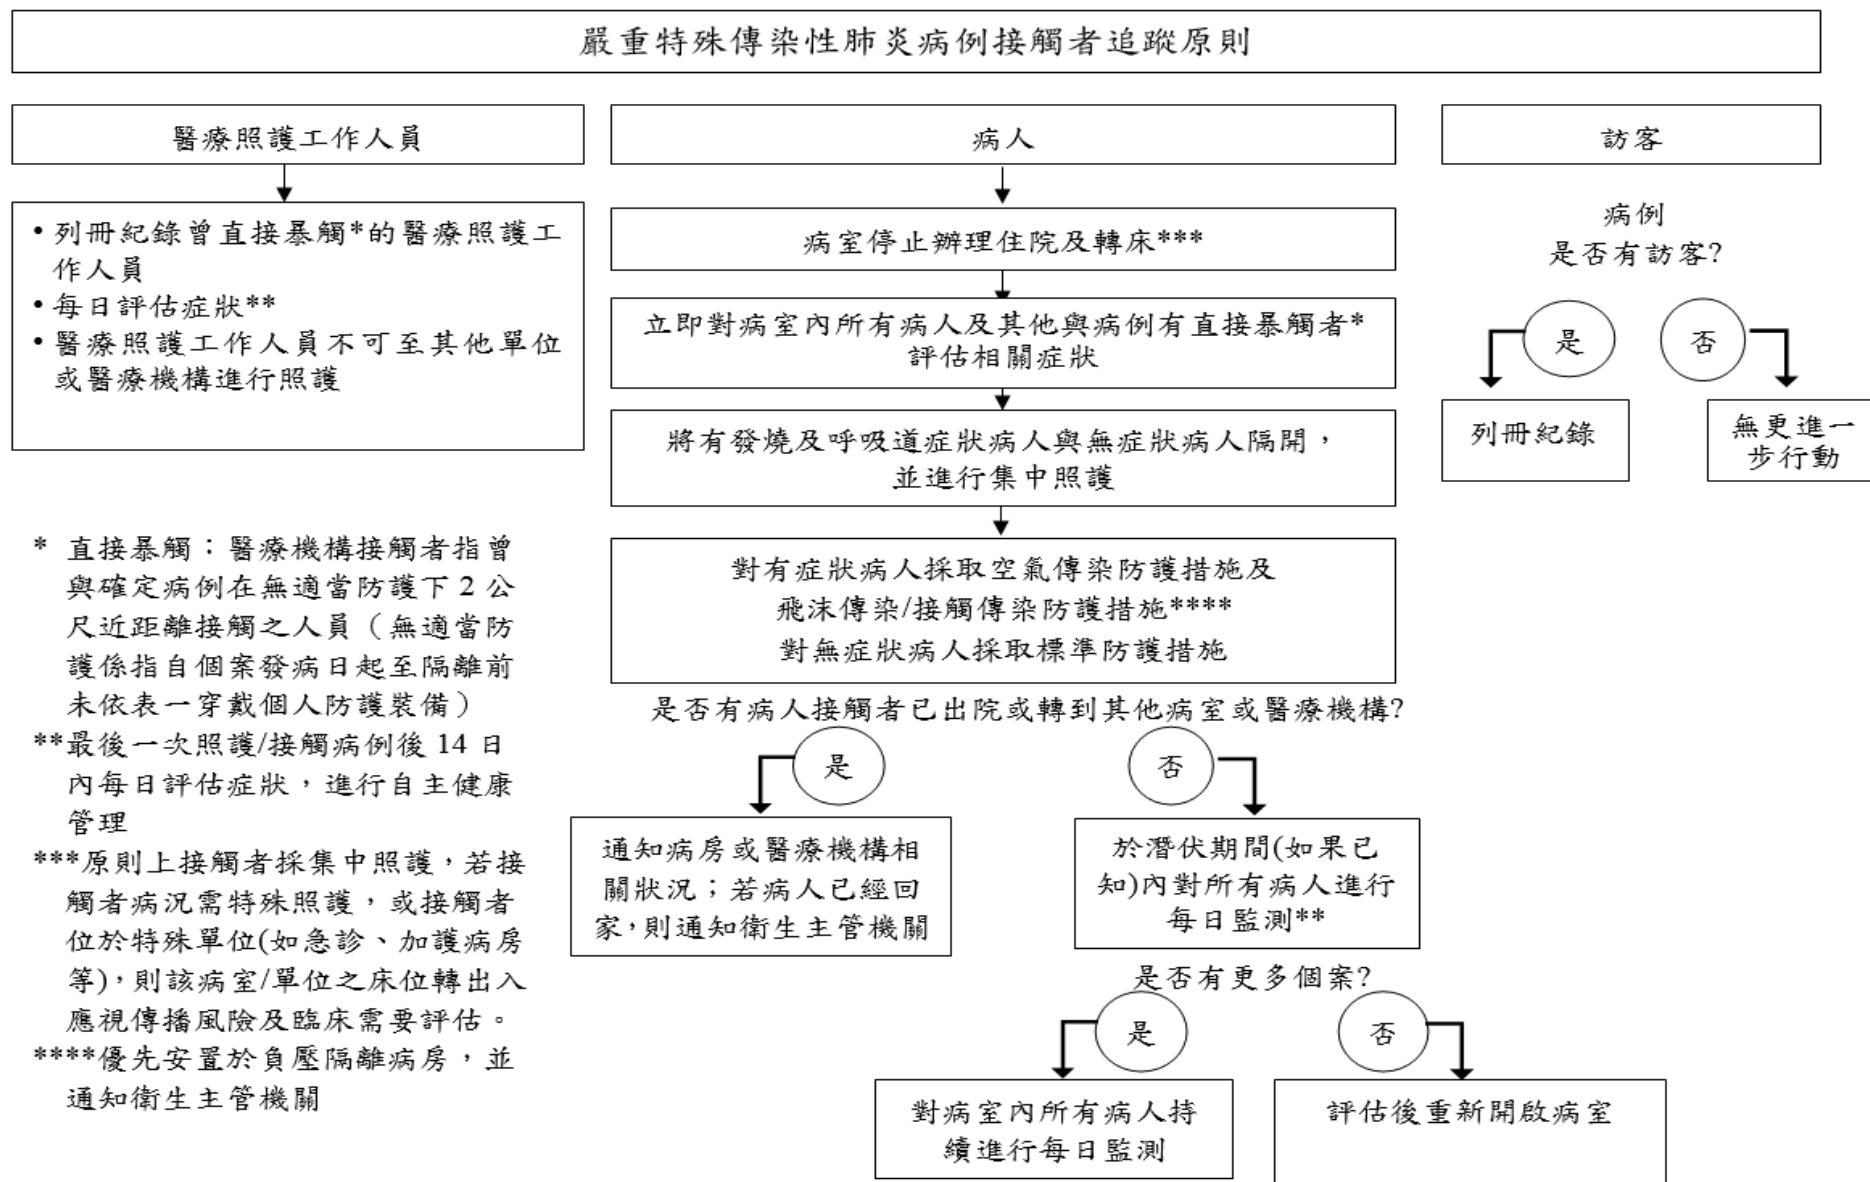 嚴重特殊傳染性肺炎病例接觸者追蹤原則
醫療照護工作人員
• 列冊紀錄曾直接暴觸*的醫療照護工
作人員
• 每日評估症狀**
• 醫療照護工作人員不可至其他單位
或醫療機構進行照護
病人
病室停止辦理住院及轉床***
立即對病室內所有病人及其他與病例有直接暴觸者*
評估相關症狀
將有發燒及呼吸道症狀病人與無症狀病人隔開，
並進行集中照護
對有症狀病人採取空氣傳染防護措施及
飛沫傳染/接觸傳染防護措施****
對無症狀病人採取標準防護措施
是否有病人接觸者已出院或轉到其他病室或醫療機構?
是
否
通知病房或醫療機構相
關狀況；若病人已經回
家，則通知衛生主管機關
於潛伏期間(如果已
知)內對所有病人進行
每日監測**
是否有更多個案?
是
否
對病室內所有病人持
續進行每日監測
評估後重新開啟病室
訪客
病例
是否有訪客?
是
否
列冊紀錄
無更進一
步行動
* 直接暴觸：醫療機構接觸者指曾
與確定病例在無適當防護下 2 公
尺近距離接觸之人員（無適當防
護係指自個案發病日起至隔離前
未依表一穿戴個人防護裝備）
**最後一次照護/接觸病例後 14 日
內每日評估症狀，進行自主健康
管理
***原則上接觸者採集中照護，若接
觸者病況需特殊照護，或接觸者
位於特殊單位(如急診、加護病房
等)，則該病室/單位之床位轉出入
應視傳播風險及臨床需要評估。
****優先安置於負壓隔離病房，並
通知衛生主管機關